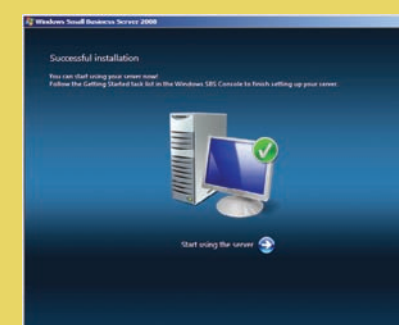 Windows Small Business Server 2008
Successful installation
You can start using your server now!
Follow the Getting Started task list in the Windows SBS Console to finish setting up your server.
Start using the server